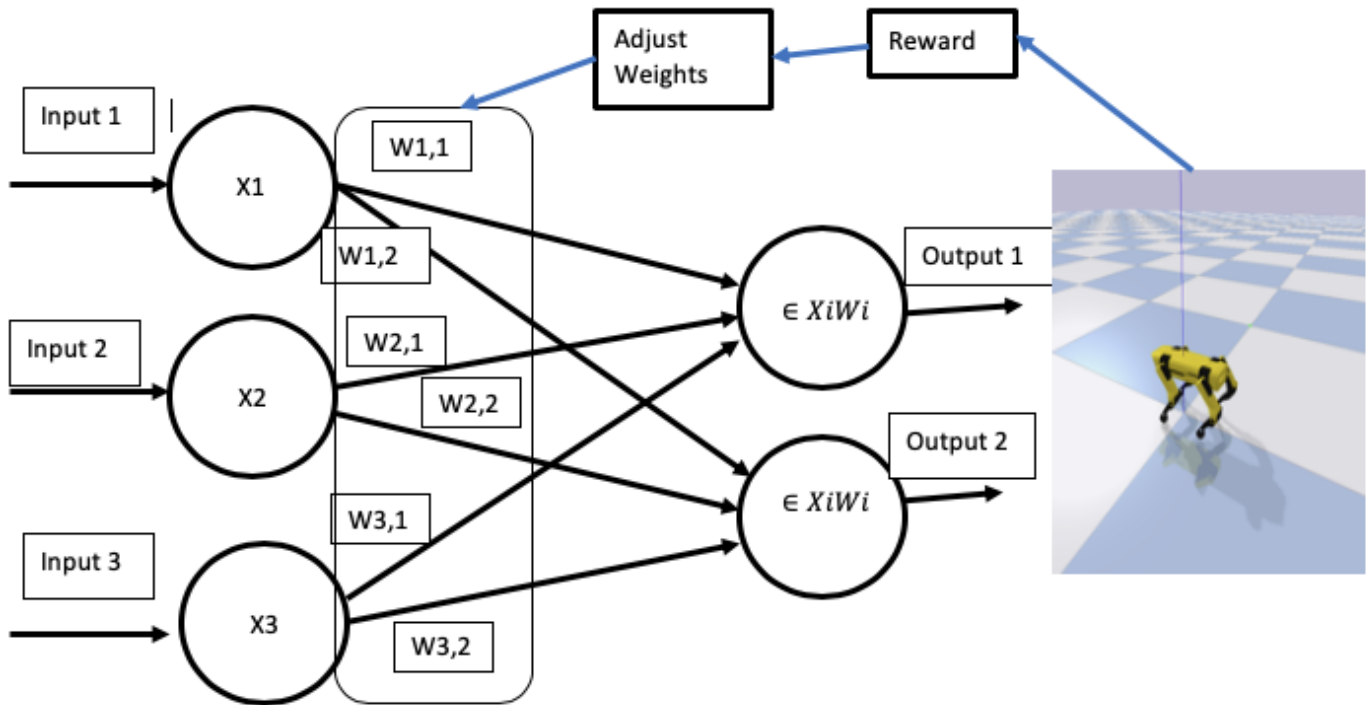 Adjust
Weights
Reward
Input 1
W1,1
X1
W1,2
Output 1
∈ XiWi
Input 2
W2,1
X2
W2,2
Output 2
∈ XiWi
W3,1
Input 3
X3
W3,2